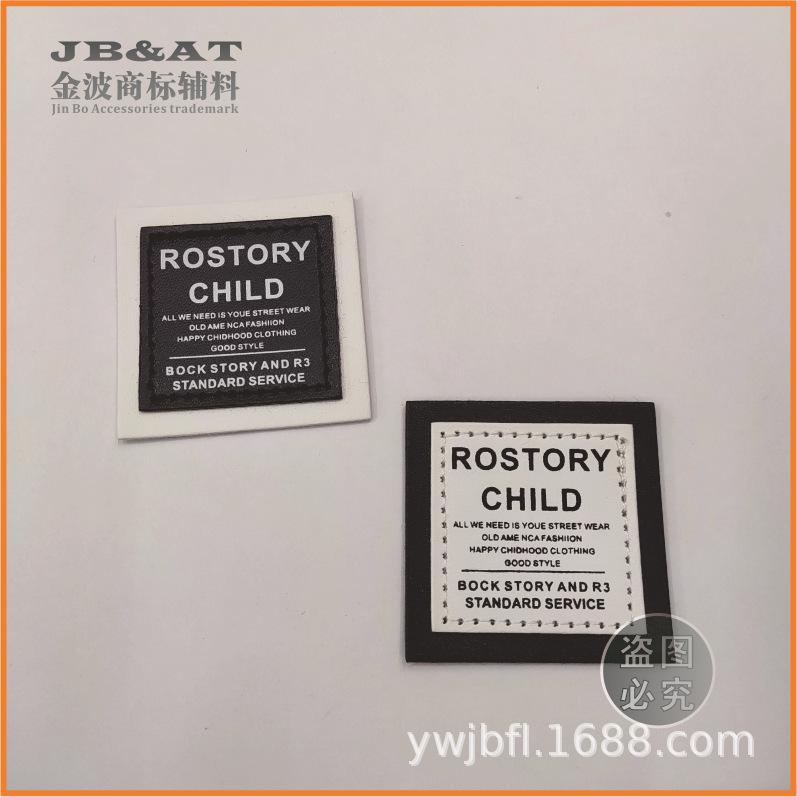 JB&AT
金波商标辅料
Jin Bo Accessories trademark
ROSTORY
CHILD
ALL WE NEED IS YOUE STREET WEAR
OLD AME NCA FASHIION
HAPPY CHIDHOOD CLOTHING
GOOD STYLE
BOCK STORY AND R3
STANDARD SERVICE
ROSTORY
CHILD
ALL WE NEED IS YOUE STREET WEAR
OLD AME NCA FASHIION
HAPPY CHIDHOOD CLOTHING
GOOD STYLE
BOCK STORY AND R3
STANDARD SERVICE
盗图
必究
ywjbfl.1688.com